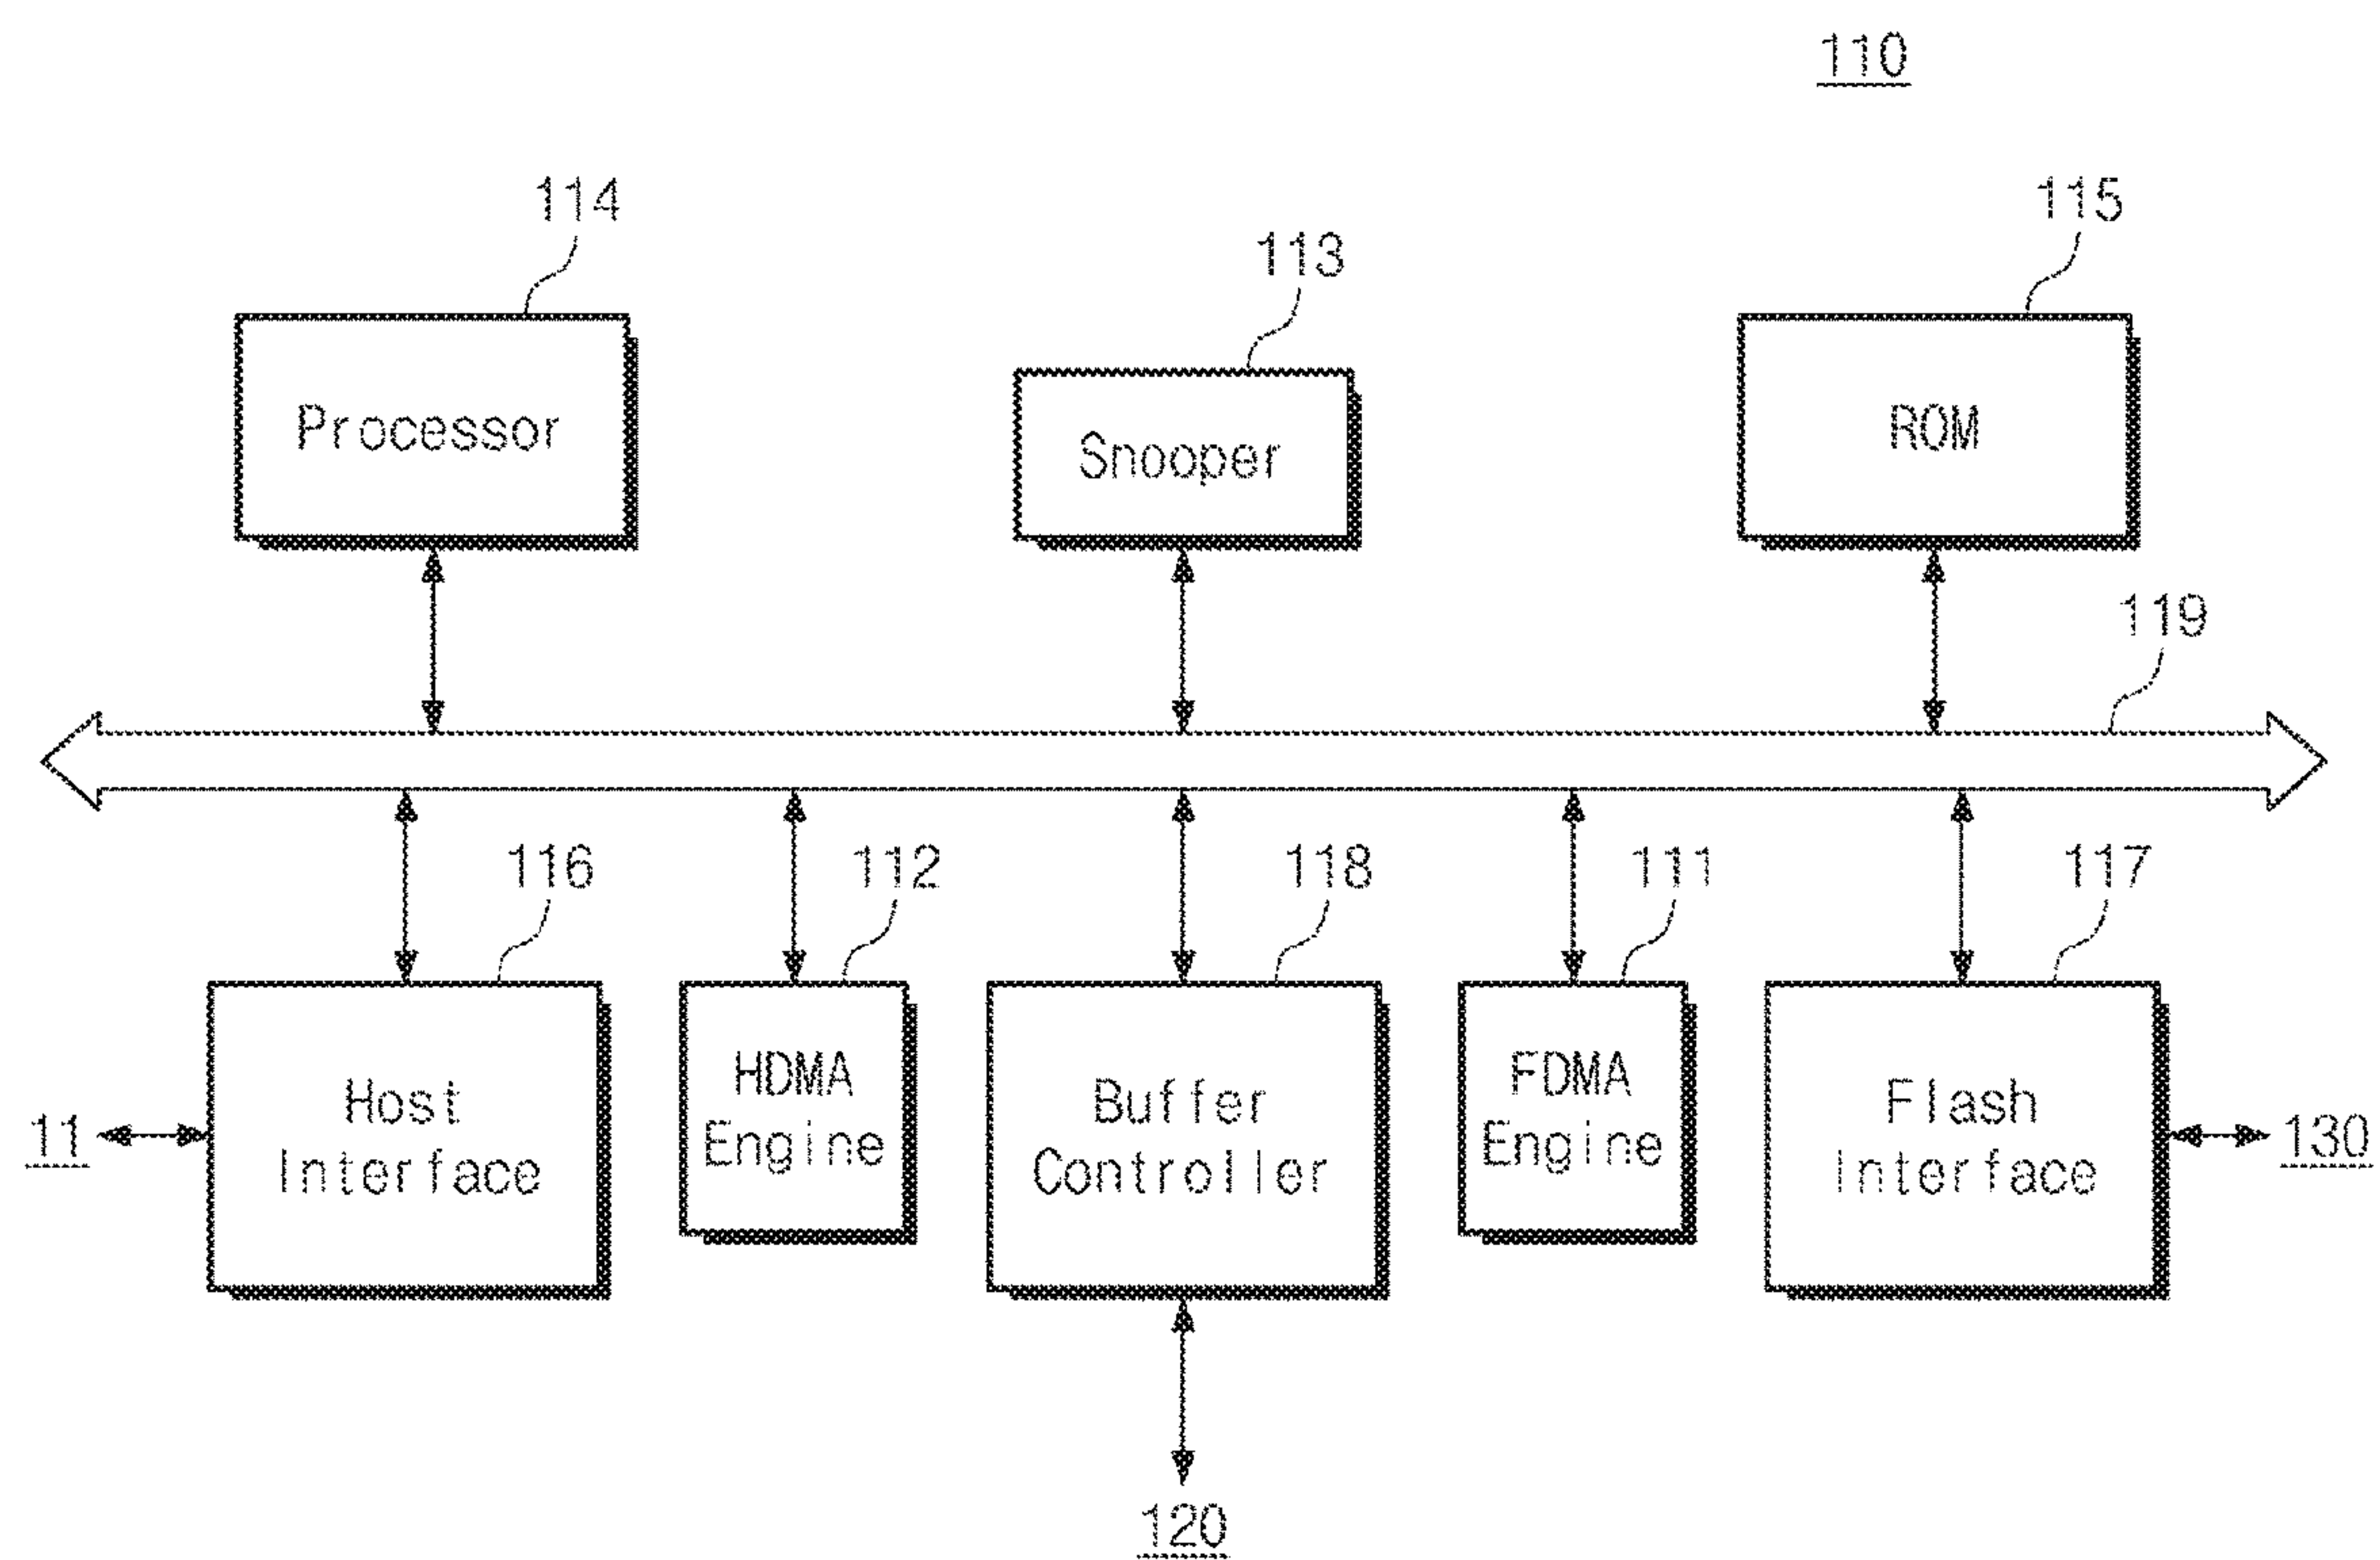 110
114
113
115
Processor
Snooper
ROM
119
116
112
118
111
117
Host
Interface
HDMA
Engine
Buffer
Controller
FDMA
Engine
Flash
Interface
11
130
120